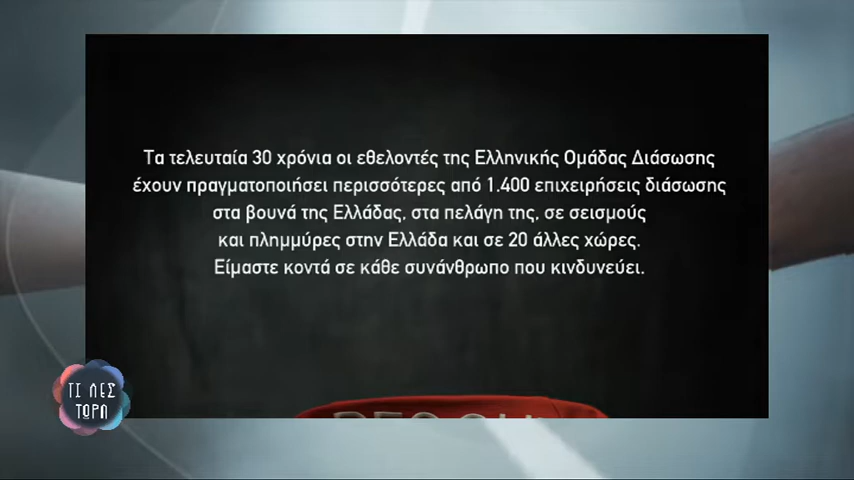 Τα τελευταία 30 χρόνια οι εθελοντές της Ελληνικής Ομάδας Διάσωσης
έχουν πραγματοποιήσει περισσότερες από 1.400 επιχειρήσεις διάσωσης
στα βουνά της Ελλάδας, στα πελάγη της, σε σεισμούς
και πλημμύρες στην Ελλάδα και σε 20 άλλες χώρες.
Είμαστε κοντά σε κάθε συνάνθρωπο που κινδυνεύει.
ΤΙ ΛΕΣ
ΤΩΡΑ